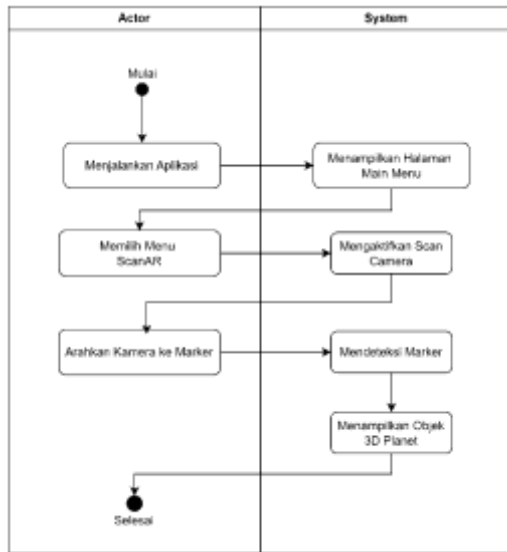 Actor
System
Mulai
Menjalankan Aplikasi
Menampilkan Halaman
Main Menu
Memilih Menu
ScanAR
Mengaktifkan Scan
Camera
Arahkan Kamera ke Marker
Mendeteksi Marker
Menampilkan Objek
3D Planet
Selesai